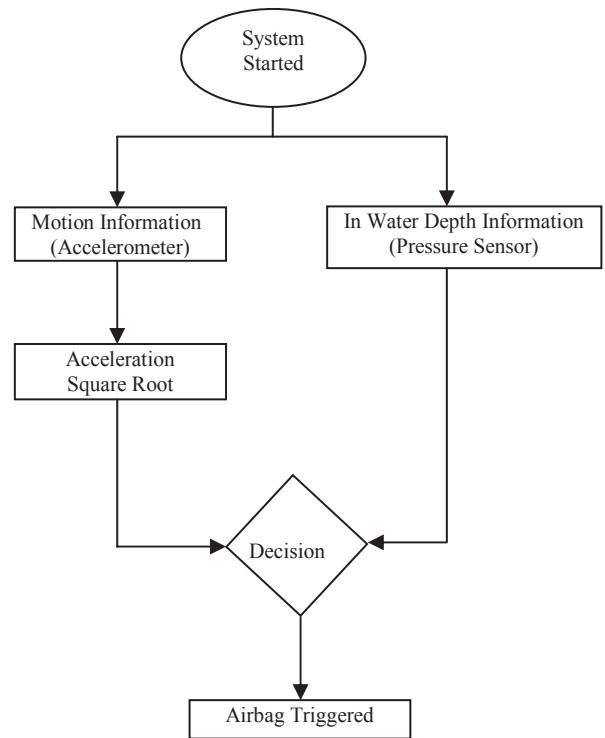 System
Started
Motion Information
(Accelerometer)
In Water Depth Information
(Pressure Sensor)
Acceleration
Square Root
Decision
Airbag Triggered